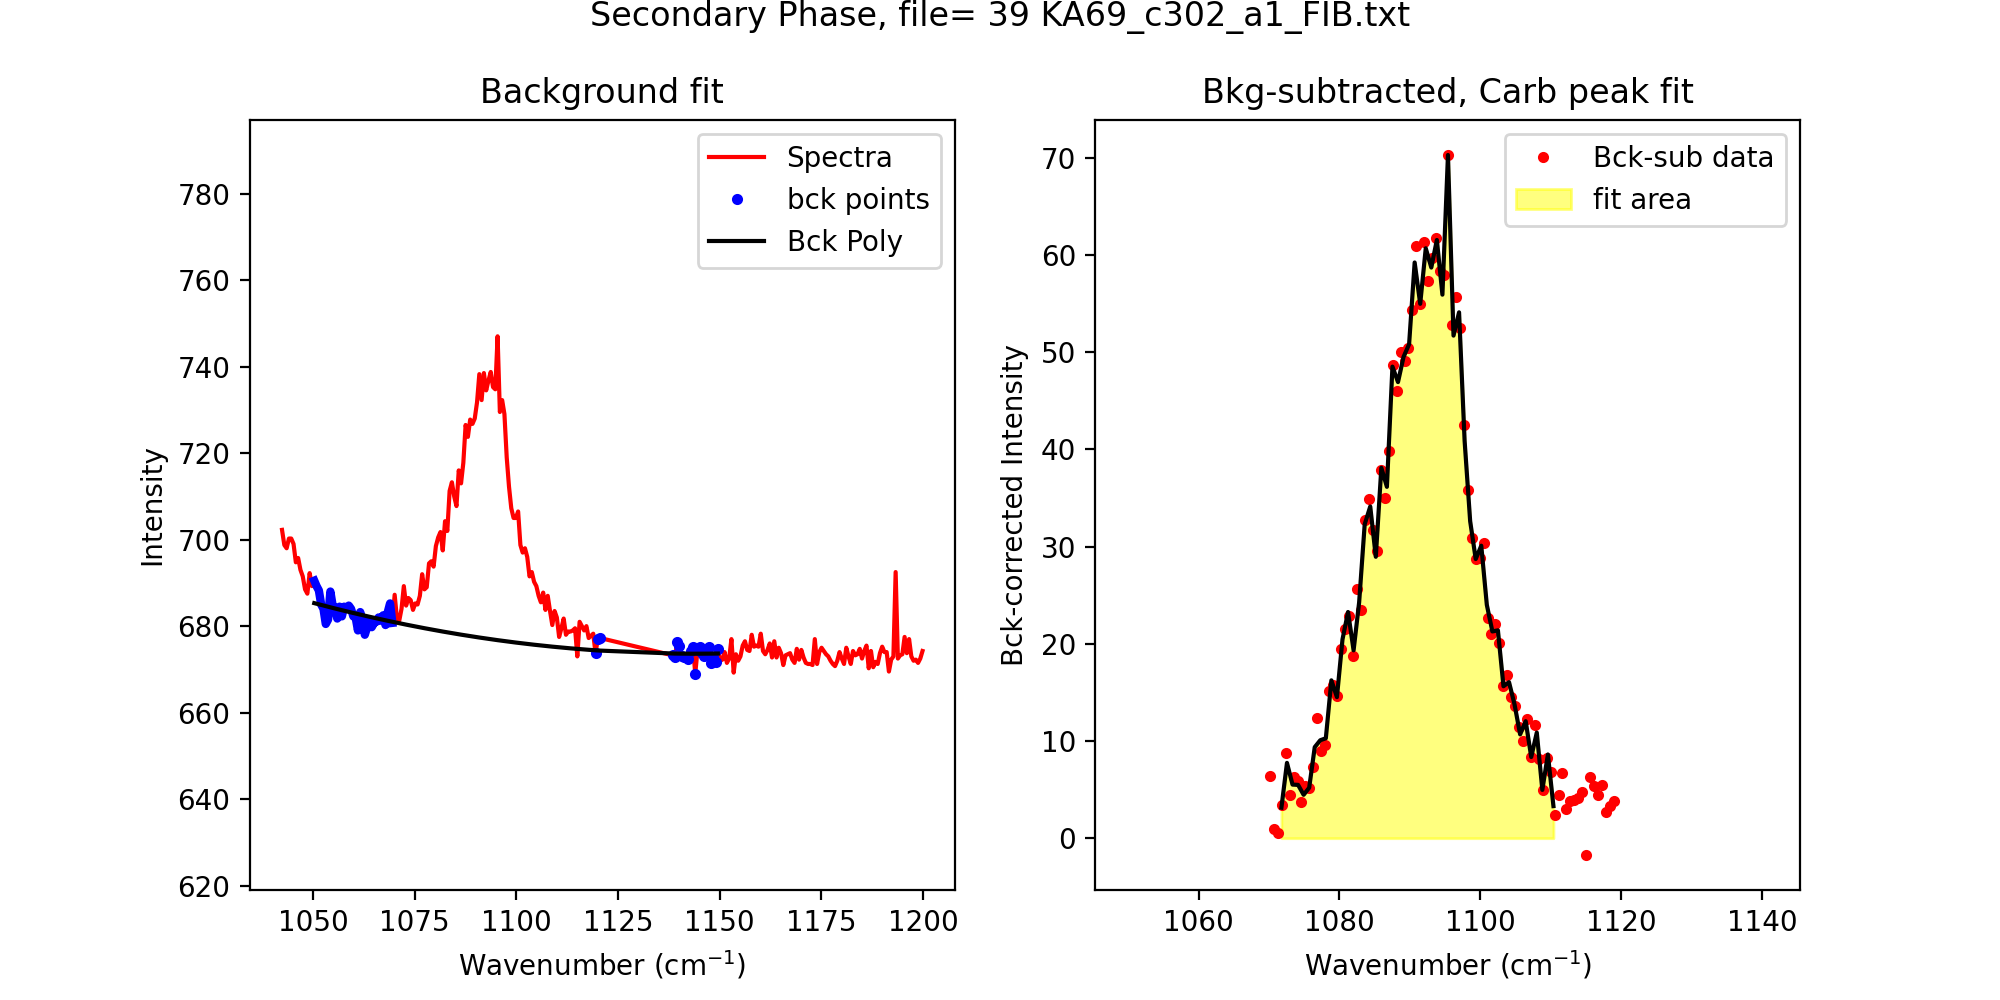 Secondary Phase, file= 39 KA69_c302_a1_FIB.txt
Background fit
Intensity
780
760
740
720
700
680
660
640
620
1050 1075 1100 1125 1150 1175 1200
Wavenumber (cm⁻¹)
Spectra
bck points
Bck Poly
Bkg-subtracted, Carb peak fit
Bck-corrected Intensity
70
60
50
40
30
20
10
0
1060 1080 1100 1120 1140
Wavenumber (cm⁻¹)
Bck-sub data
fit area